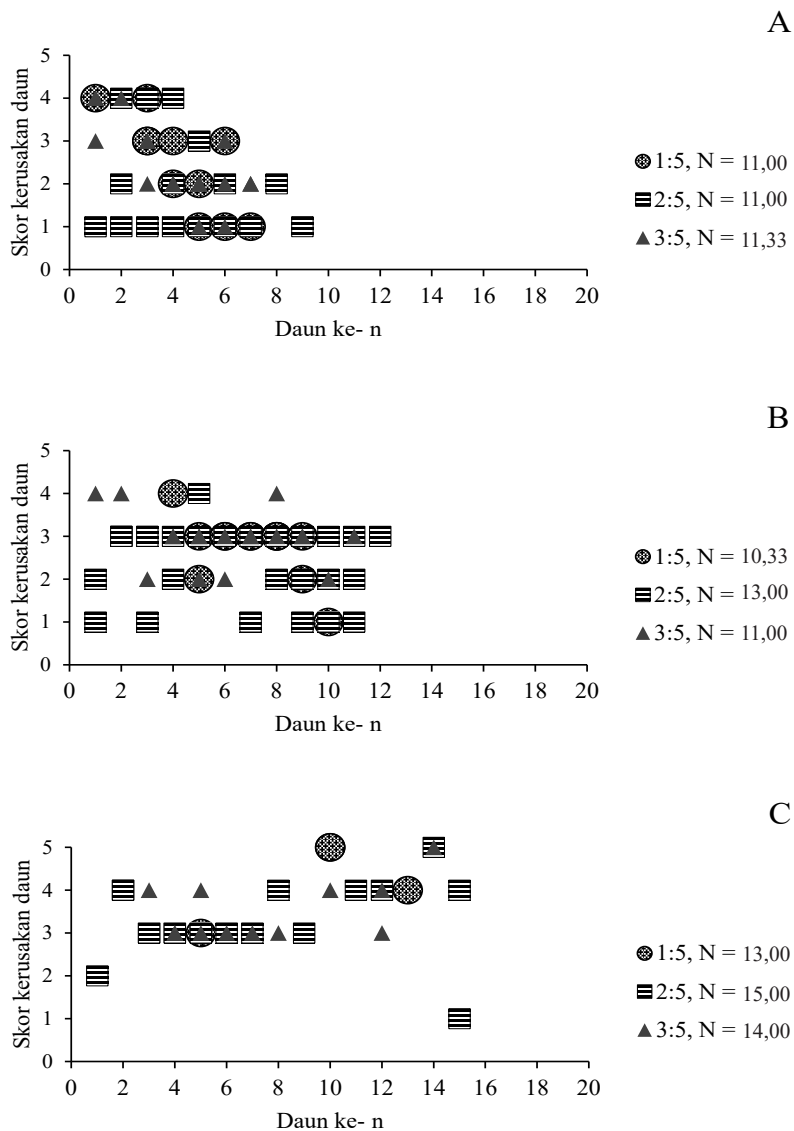 A
5
4
3
2
1
0
Skor kerusakan daun
0 2 4 6 8 10 12 14 16 18 20
Daun ke- n
1:5, N = 11,00
2:5, N = 11,00
3:5, N = 11,33
B
5
4
3
2
1
0
Skor kerusakan daun
0 2 4 6 8 10 12 14 16 18 20
Daun ke- n
1:5, N = 10,33
2:5, N = 13,00
3:5, N = 11,00
C
5
4
3
2
1
0
Skor kerusakan daun
0 2 4 6 8 10 12 14 16 18 20
Daun ke- n
1:5, N = 13,00
2:5, N = 15,00
3:5, N = 14,00